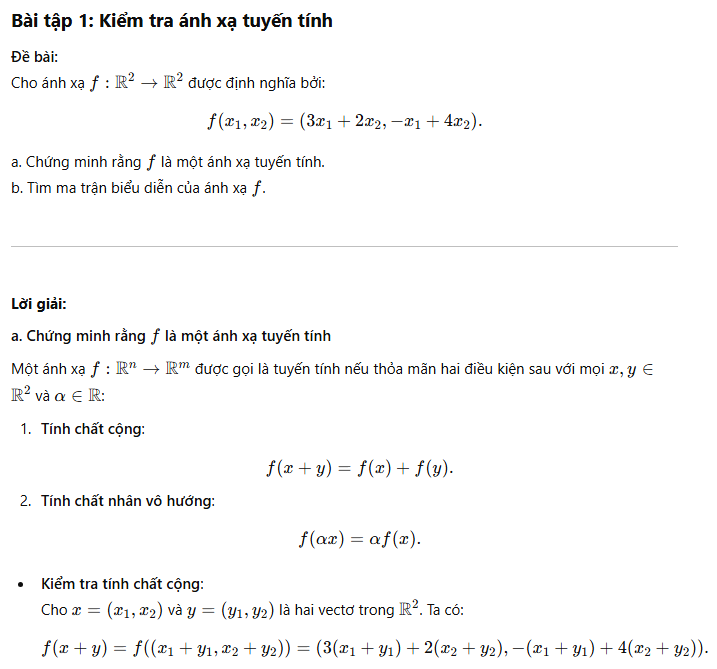 Bài tập 1: Kiểm tra ánh xạ tuyến tính
Đề bài:
Cho ánh xạ f : ℝ² → ℝ² được định nghĩa bởi:
f(x₁, x₂) = (3x₁ + 2x₂, −x₁ + 4x₂).
a. Chứng minh rằng f là một ánh xạ tuyến tính.
b. Tìm ma trận biểu diễn của ánh xạ f.
Lời giải:
a. Chứng minh rằng f là một ánh xạ tuyến tính
Một ánh xạ f : ℝⁿ → ℝᵐ được gọi là tuyến tính nếu thỏa mãn hai điều kiện sau với mọi x, y ∈
ℝ² và α ∈ ℝ:
1. Tính chất cộng:
f(x + y) = f(x) + f(y).
2. Tính chất nhân vô hướng:
f(αx) = αf(x).
• Kiểm tra tính chất cộng:
Cho x = (x₁, x₂) và y = (y₁, y₂) là hai vectơ trong ℝ². Ta có:
f(x + y) = f((x₁ + y₁, x₂ + y₂)) = (3(x₁ + y₁) + 2(x₂ + y₂), −(x₁ + y₁) + 4(x₂ + y₂)).